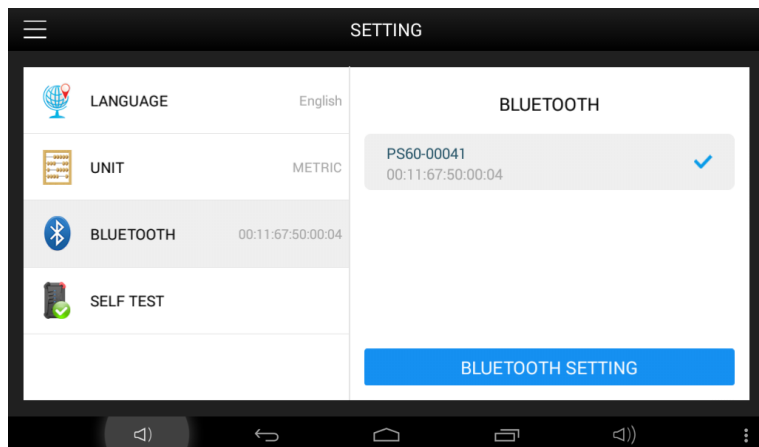 SETTING
LANGUAGE English
UNIT METRIC
BLUETOOTH 00:11:67:50:00:04
SELF TEST
BLUETOOTH
PS60-00041
00:11:67:50:00:04
BLUETOOTH SETTING